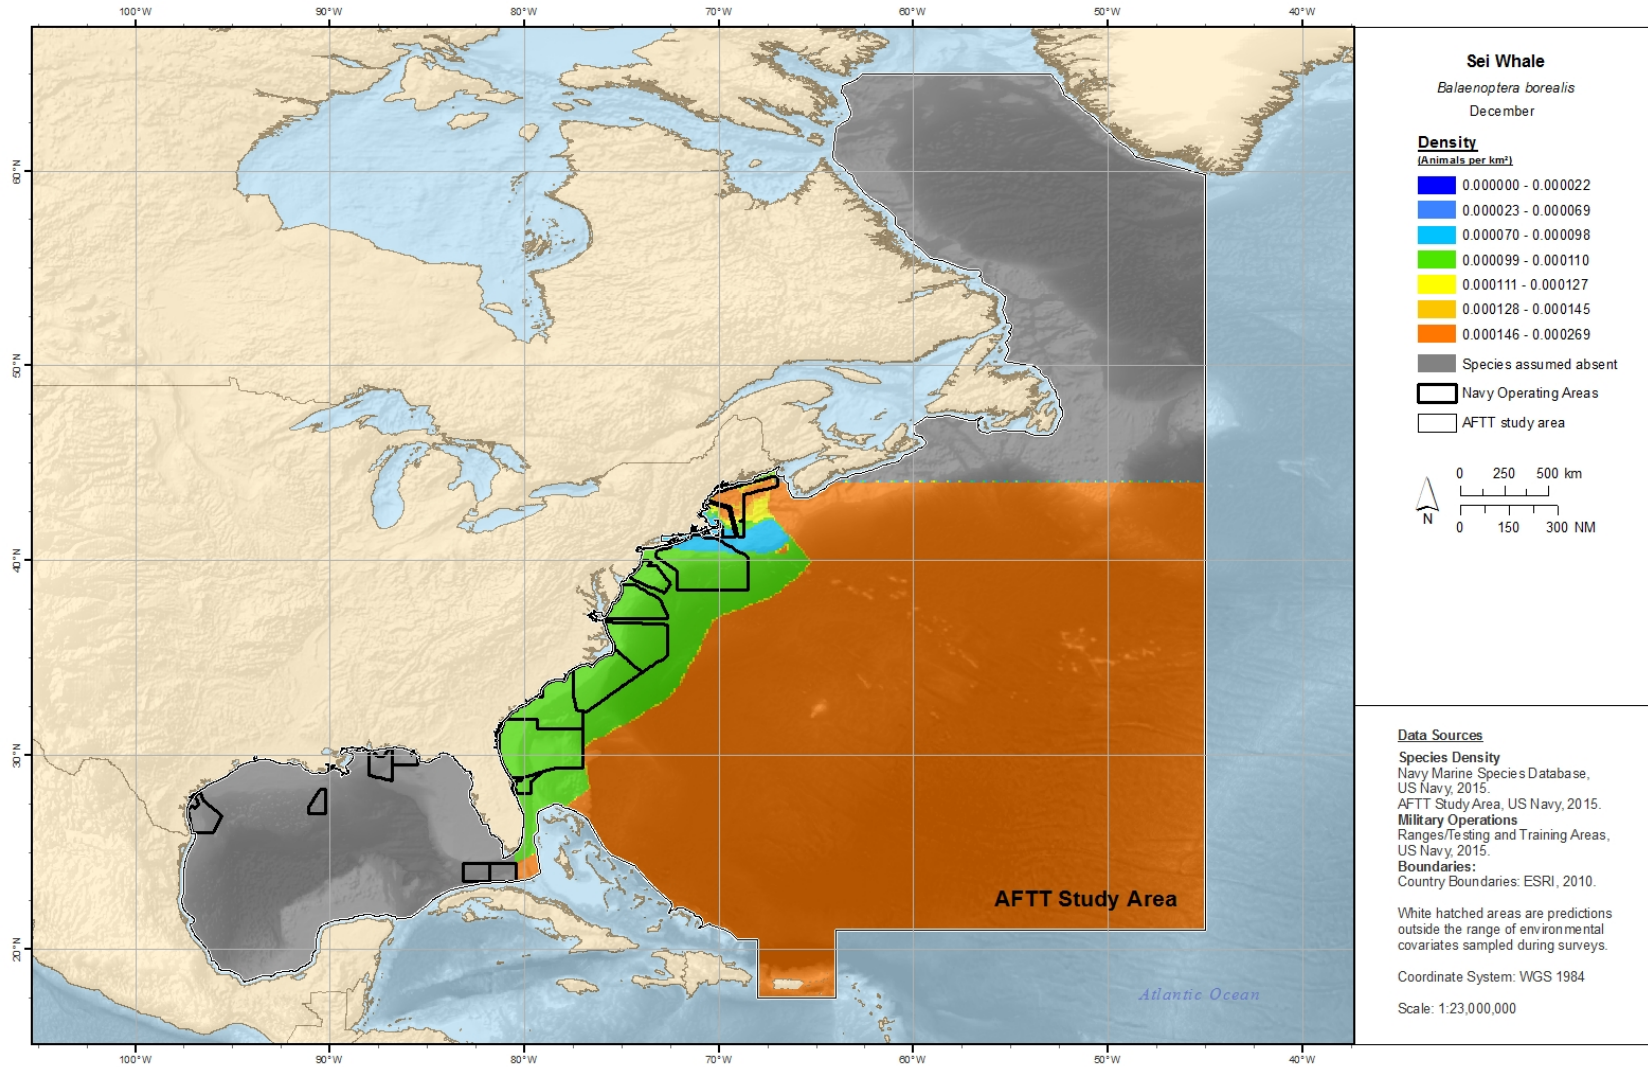 100°W 90°W 80°W 70°W 60°W 50°W 40°W
60°N
50°N
40°N
30°N
20°N
AFTT Study Area
Atlantic Ocean
100°W 90°W 80°W 70°W 60°W 50°W 40°W
Sei Whale
Balaenoptera borealis
December
Density
(Animals per km²)
0.000000 - 0.000022
0.000023 - 0.000069
0.000070 - 0.000098
0.000099 - 0.000110
0.000111 - 0.000127
0.000128 - 0.000145
0.000146 - 0.000269
Species assumed absent
Navy Operating Areas
AFTT study area
N
0 250 500 km
0 150 300 NM
Data Sources
Species Density
Navy Marine Species Database,
US Navy, 2015.
AFTT Study Area, US Navy, 2015.
Military Operations
Ranges/Testing and Training Areas,
US Navy, 2015.
Boundaries:
Country Boundaries: ESRI, 2010.
White hatched areas are predictions
outside the range of environmental
covariates sampled during surveys.
Coordinate System: WGS 1984
Scale: 1:23,000,000